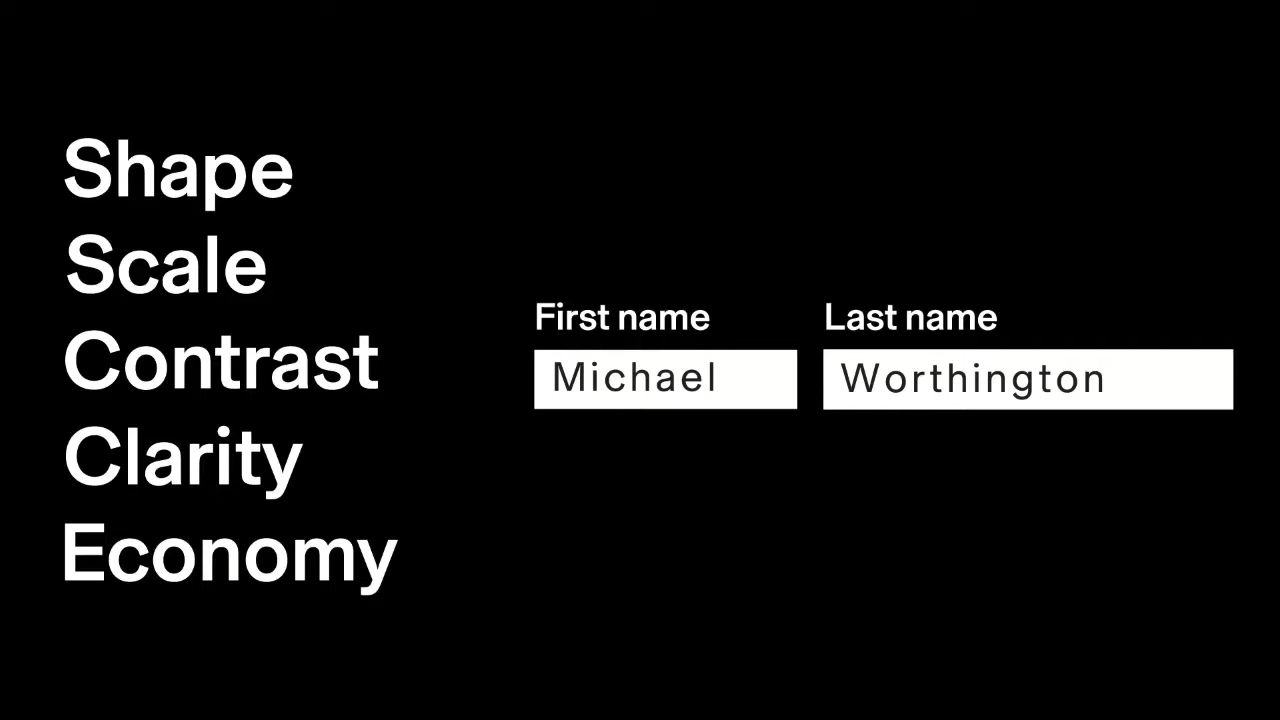 Shape
Scale
Contrast
Clarity
Economy
First name Last name
Michael Worthington